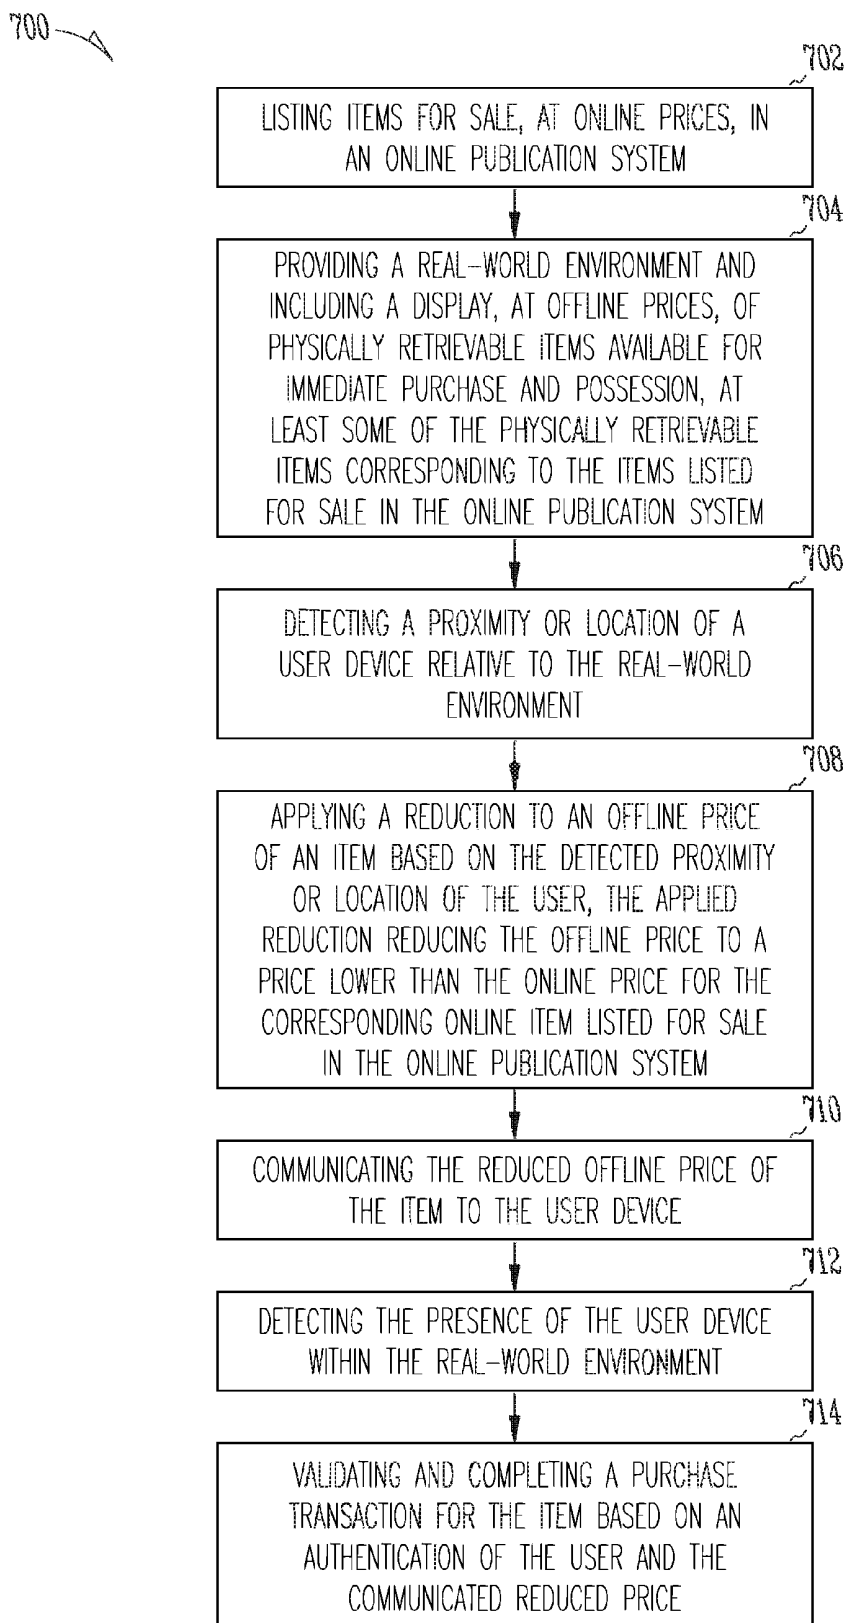 700
702
LISTING ITEMS FOR SALE, AT ONLINE PRICES, IN
AN ONLINE PUBLICATION SYSTEM
704
PROVIDING A REAL-WORLD ENVIRONMENT AND
INCLUDING A DISPLAY, AT OFFLINE PRICES, OF
PHYSICALLY RETRIEVABLE ITEMS AVAILABLE FOR
IMMEDIATE PURCHASE AND POSSESSION, AT
LEAST SOME OF THE PHYSICALLY RETRIEVABLE
ITEMS CORRESPONDING TO THE ITEMS LISTED
FOR SALE IN THE ONLINE PUBLICATION SYSTEM
706
DETECTING A PROXIMITY OR LOCATION OF A
USER DEVICE RELATIVE TO THE REAL-WORLD
ENVIRONMENT
708
APPLYING A REDUCTION TO AN OFFLINE PRICE
OF AN ITEM BASED ON THE DETECTED PROXIMITY
OR LOCATION OF THE USER, THE APPLIED
REDUCTION REDUCING THE OFFLINE PRICE TO A
PRICE LOWER THAN THE ONLINE PRICE FOR THE
CORRESPONDING ONLINE ITEM LISTED FOR SALE
IN THE ONLINE PUBLICATION SYSTEM
710
COMMUNICATING THE REDUCED OFFLINE PRICE OF
THE ITEM TO THE USER DEVICE
712
DETECTING THE PRESENCE OF THE USER DEVICE
WITHIN THE REAL-WORLD ENVIRONMENT
714
VALIDATING AND COMPLETING A PURCHASE
TRANSACTION FOR THE ITEM BASED ON AN
AUTHENTICATION OF THE USER AND THE
COMMUNICATED REDUCED PRICE